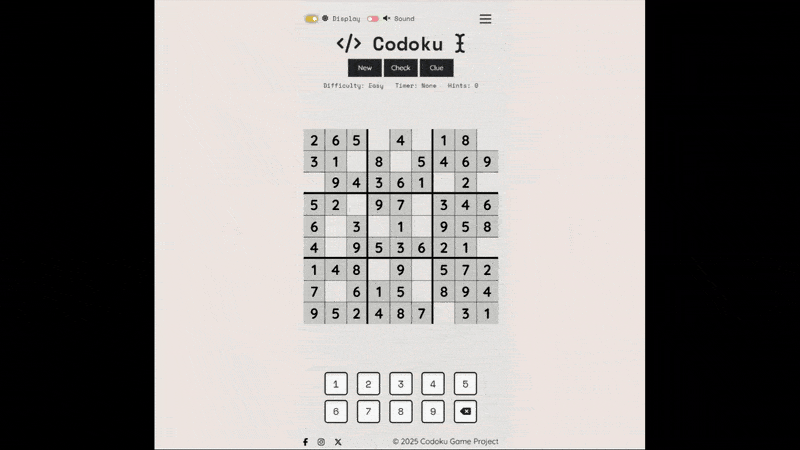 Display Sound
</> Codoku
New Check Clue
Difficulty: Easy Timer: None Hints: 0
2 6 5 4 1 8
3 1 8 5 4 6 9
9 4 3 6 1 2
5 2 9 7 3 4 6
6 3 1 9 5 8
4 9 5 3 6 2 1
1 4 8 9 5 7 2
7 6 1 5 8 9 4
9 5 2 4 8 7 3 1
1 2 3 4 5
6 7 8 9
© 2025 Codoku Game Project